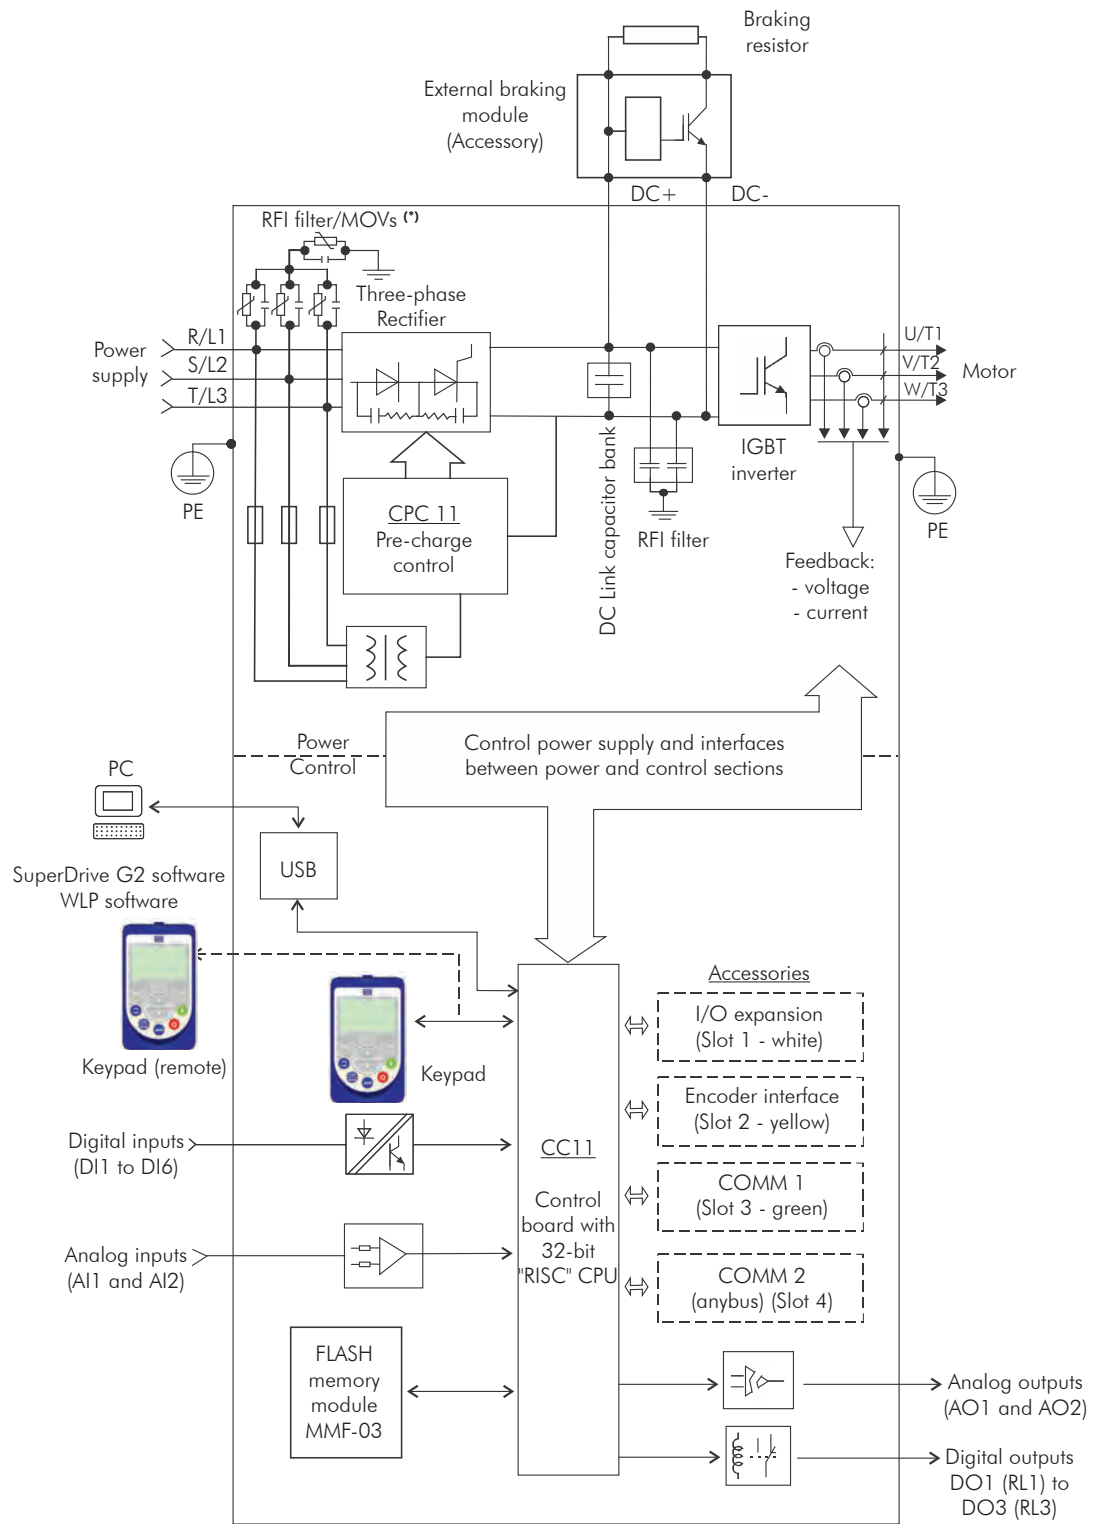 Braking
resistor
External braking
module
(Accessory)
DC+
DC-
RFI filter/MOVs (*)
Three-phase
Rectifier
Power
supply
R/L1
S/L2
T/L3
PE
CPC 11
Pre-charge
control
DC Link capacitor bank
RFI filter
IGBT
inverter
U/T1
V/T2
W/T3
Motor
PE
Feedback:
- voltage
- current
Power
Control
Control power supply and interfaces
between power and control sections
PC
SuperDrive G2 software
WLP software
USB
Keypad (remote)
Keypad
Digital inputs
(DI1 to DI6)
Analog inputs
(AI1 and AI2)
FLASH
memory
module
MMF-03
CC11
Control
board with
32-bit
"RISC" CPU
Accessories
I/O expansion
(Slot 1 - white)
Encoder interface
(Slot 2 - yellow)
COMM 1
(Slot 3 - green)
COMM 2
(anybus) (Slot 4)
Analog outputs
(AO1 and AO2)
Digital outputs
DO1 (RL1) to
DO3 (RL3)